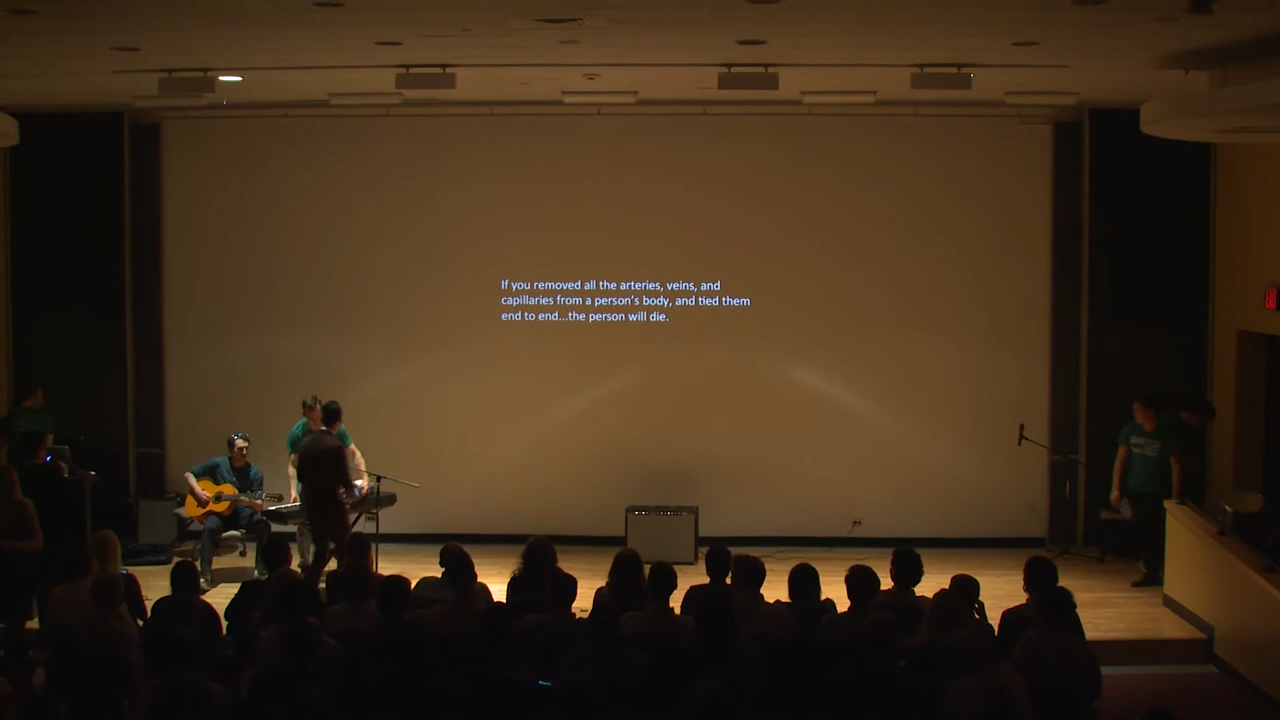 If you removed all the arteries, veins, and
capillaries from a person's body, and tied them
end to end...the person will die.